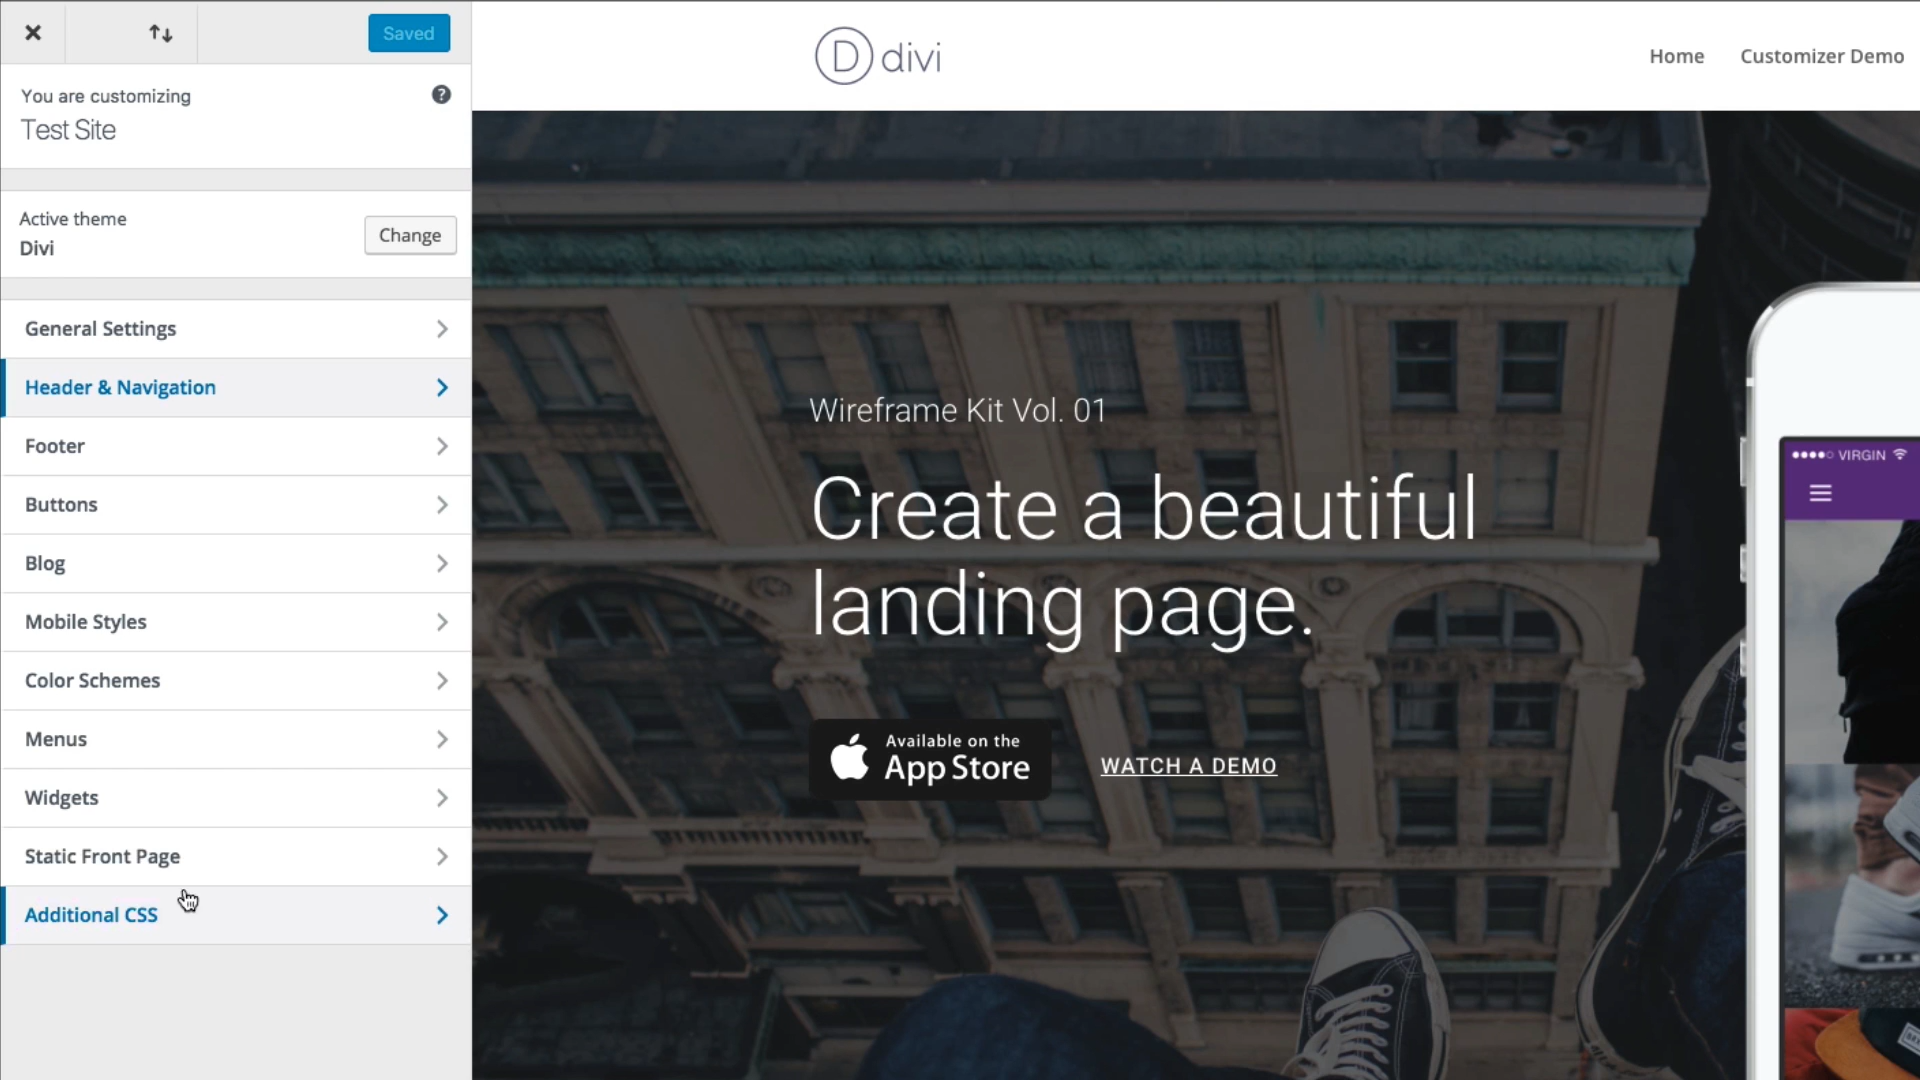 Saved
You are customizing
Test Site
Active theme
Divi
Change
General Settings
Header & Navigation
Footer
Buttons
Blog
Mobile Styles
Color Schemes
Menus
Widgets
Static Front Page
Additional CSS
D divi
Home Customizer Demo
Wireframe Kit Vol. 01
Create a beautiful
landing page.
Available on the
App Store
WATCH A DEMO
VIRGIN